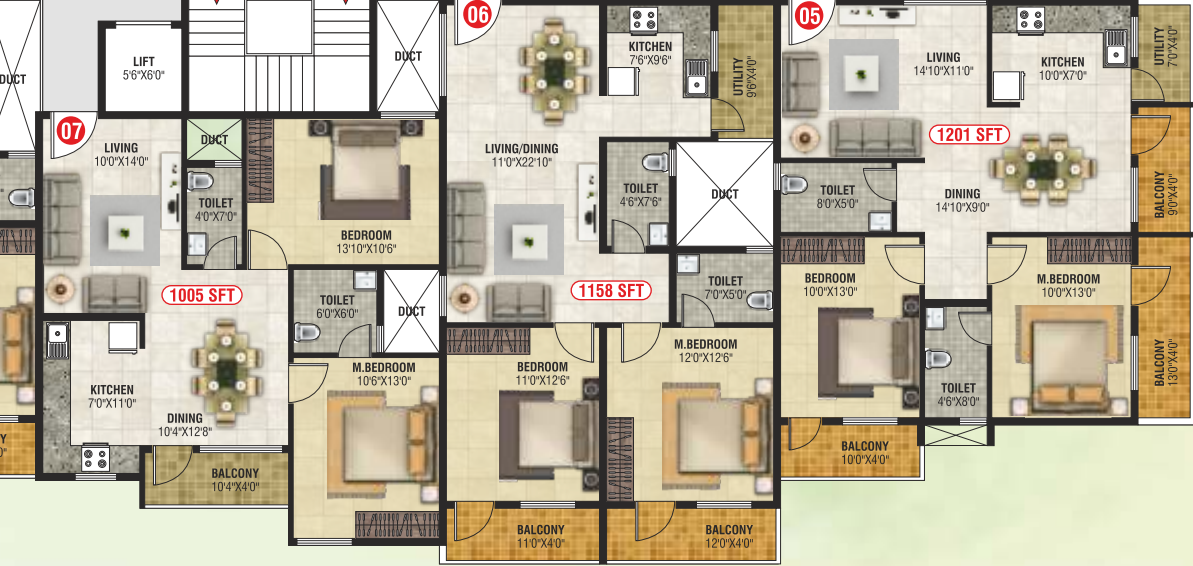 DUCT
LIFT
5'6"X6'0"
DUCT
07
LIVING
10'0"X14'0"
DUCT
TOILET
4'0"X7'0"
BEDROOM
13'10"X10'6"
1005 SFT
TOILET
6'0"X6'0"
DUCT
KITCHEN
7'0"X11'0"
DINING
10'4"X12'8"
M.BEDROOM
10'6"X13'0"
BALCONY
10'4"X4'0"
06
KITCHEN
7'6"X9'6"
UTILITY
9'6"X4'0"
LIVING/DINING
11'0"X22'10"
TOILET
4'6"X7'6"
DUCT
1158 SFT
TOILET
7'0"X5'0"
BEDROOM
11'0"X12'6"
M.BEDROOM
12'0"X12'6"
BALCONY
11'0"X4'0"
BALCONY
12'0"X4'0"
05
LIVING
14'10"X11'0"
KITCHEN
10'0"X7'0"
UTILITY
7'0"X4'0"
1201 SFT
TOILET
8'0"X5'0"
DINING
14'10"X9'0"
BALCONY
9'0"X4'0"
BEDROOM
10'0"X13'0"
M.BEDROOM
10'0"X13'0"
TOILET
4'6"X8'0"
BALCONY
13'0"X4'0"
BALCONY
10'0"X4'0"